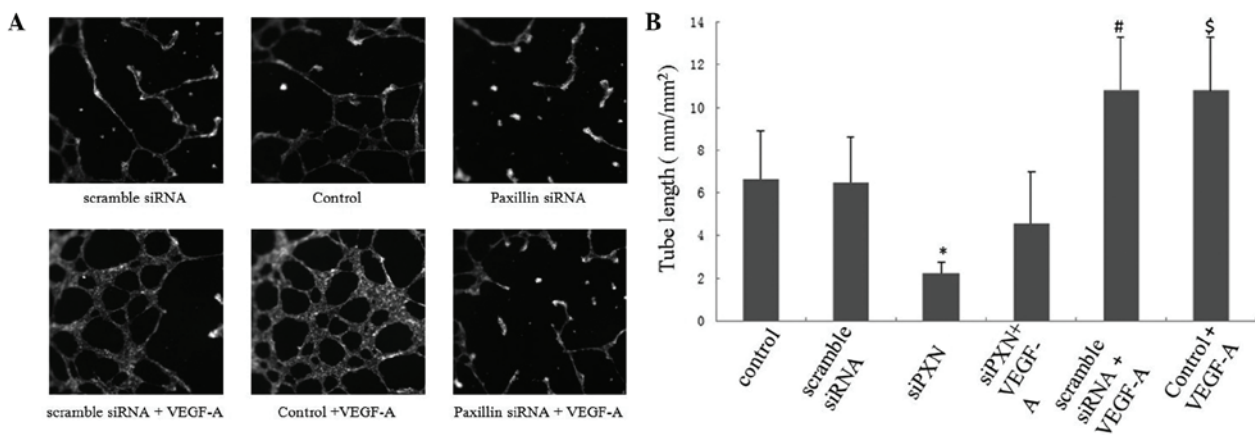 A
scramble siRNA
Control
Paxillin siRNA
scramble siRNA + VEGF-A
Control +VEGF-A
Paxillin siRNA + VEGF-A
B
Tube length ( mm/mm²)
14
12
10
8
6
4
2
0
*
#
$
control
scramble
siRNA
siPXN
siPXN+
VEGF-
A
scramble
siRNA +
VEGF-A
Control +
VEGF-A